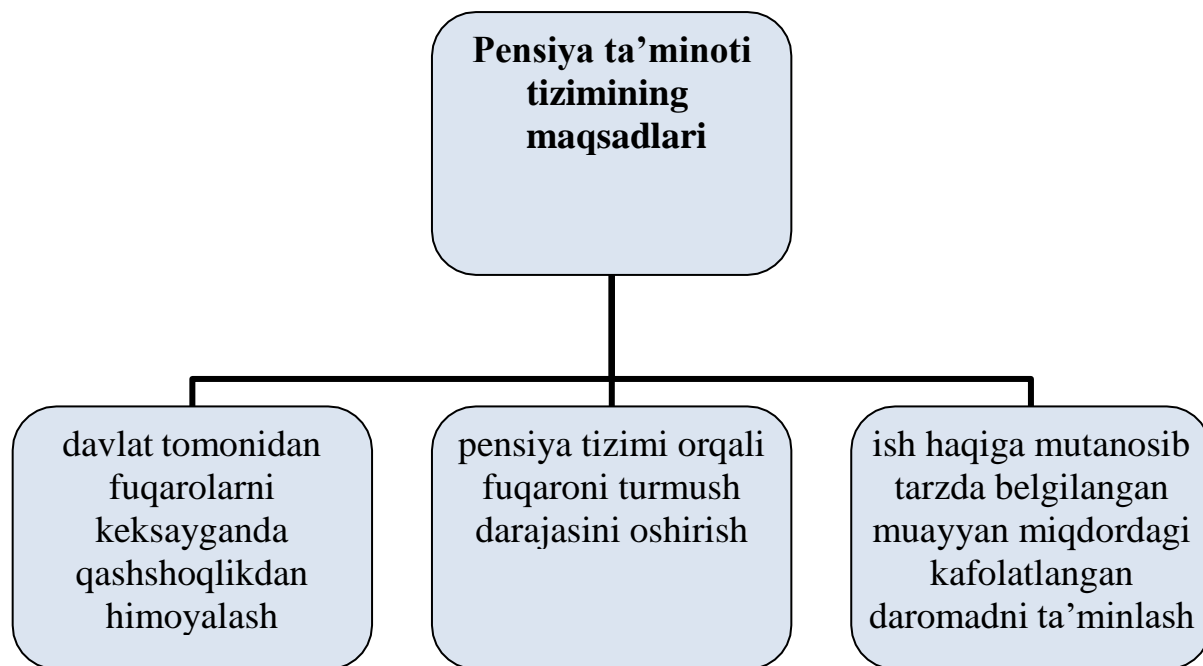 Pensiya ta’minoti
tizimining
maqsadlari
davlat tomonidan
fuqarolarni
keksayganda
qashshoqlikdan
himoyalash
pensiya tizimi orqali
fuqaroni turmush
darajasini oshirish
ish haqiga mutanosib
tarzda belgilangan
muayyan miqdordagi
kafolatlangan
daromadni ta’minlash